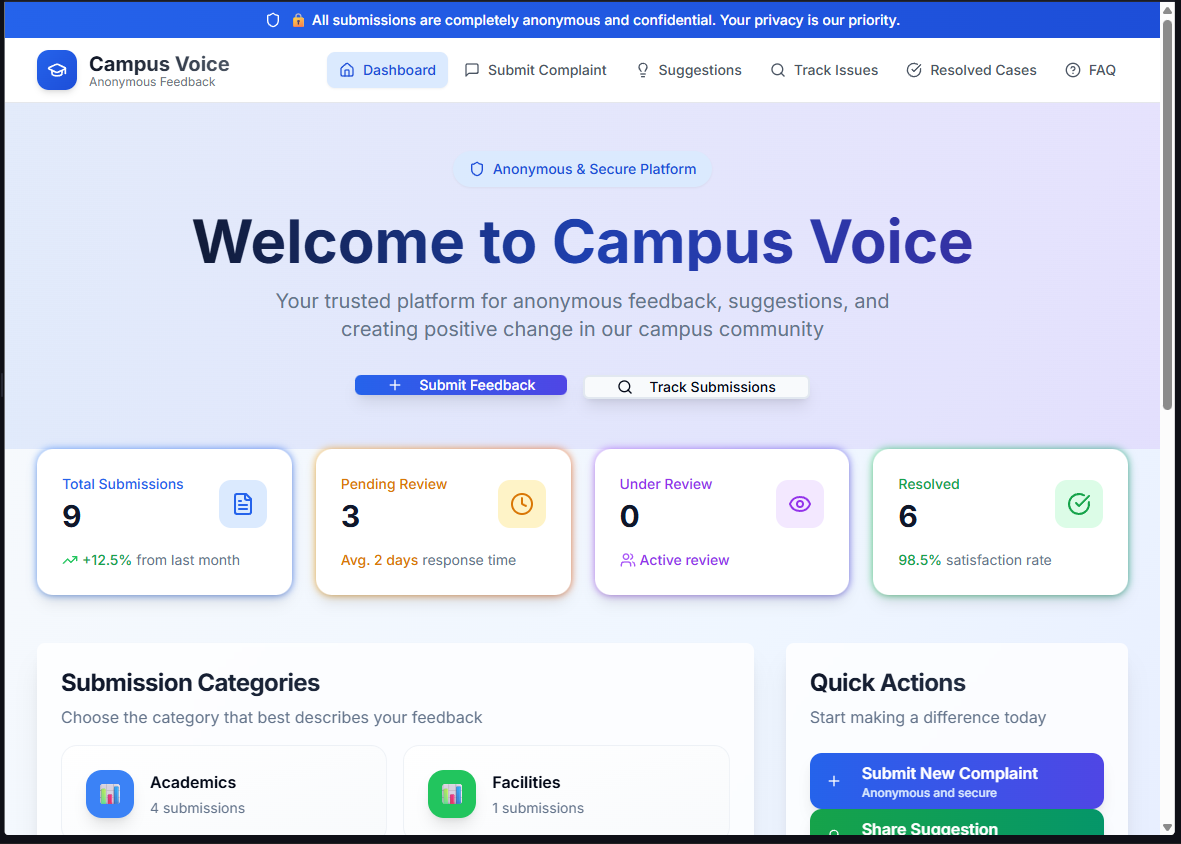 🔒 All submissions are completely anonymous and confidential. Your privacy is our priority.
Campus Voice
Anonymous Feedback
Dashboard
Submit Complaint
Suggestions
Track Issues
Resolved Cases
FAQ
Anonymous & Secure Platform
Welcome to Campus Voice
Your trusted platform for anonymous feedback, suggestions, and
creating positive change in our campus community
Submit Feedback
Track Submissions
Total Submissions
9
+12.5% from last month
Pending Review
3
Avg. 2 days response time
Under Review
0
Active review
Resolved
6
98.5% satisfaction rate
Submission Categories
Choose the category that best describes your feedback
Academics
4 submissions
Facilities
1 submissions
Quick Actions
Start making a difference today
Submit New Complaint
Anonymous and secure
Share Suggestion